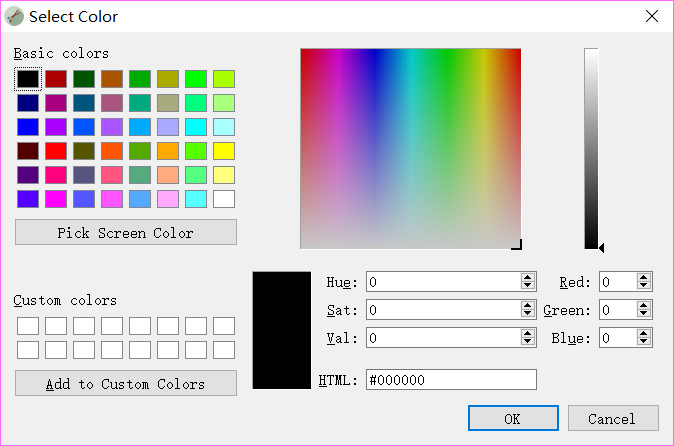 Select Color
Basic colors
Pick Screen Color
Custom colors
Add to Custom Colors
Hue: 0
Red: 0
Sat: 0
Green: 0
Val: 0
Blue: 0
HTML: #000000
OK
Cancel